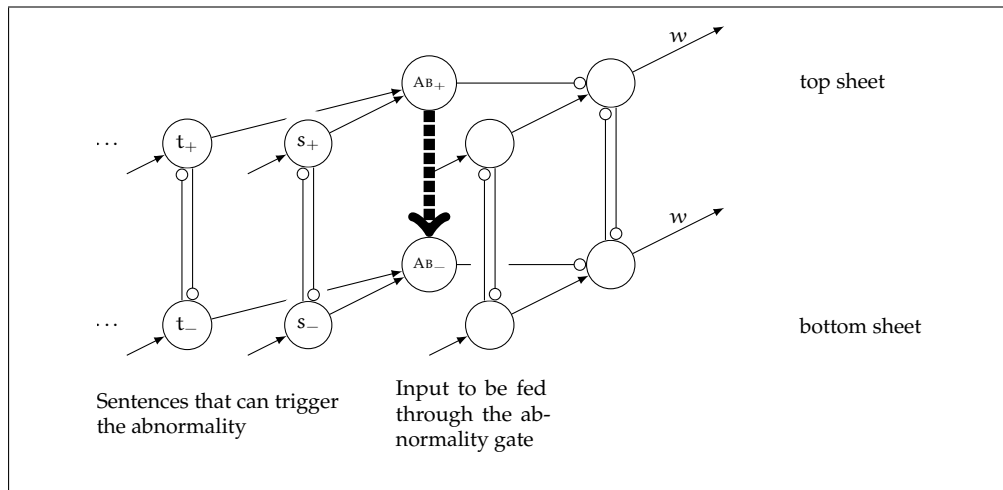 w
AB₊
top sheet
... t₊ s₊
w
AB₋
... t₋ s₋
bottom sheet
Sentences that can trigger
the abnormality
Input to be fed
through the ab-
normality gate